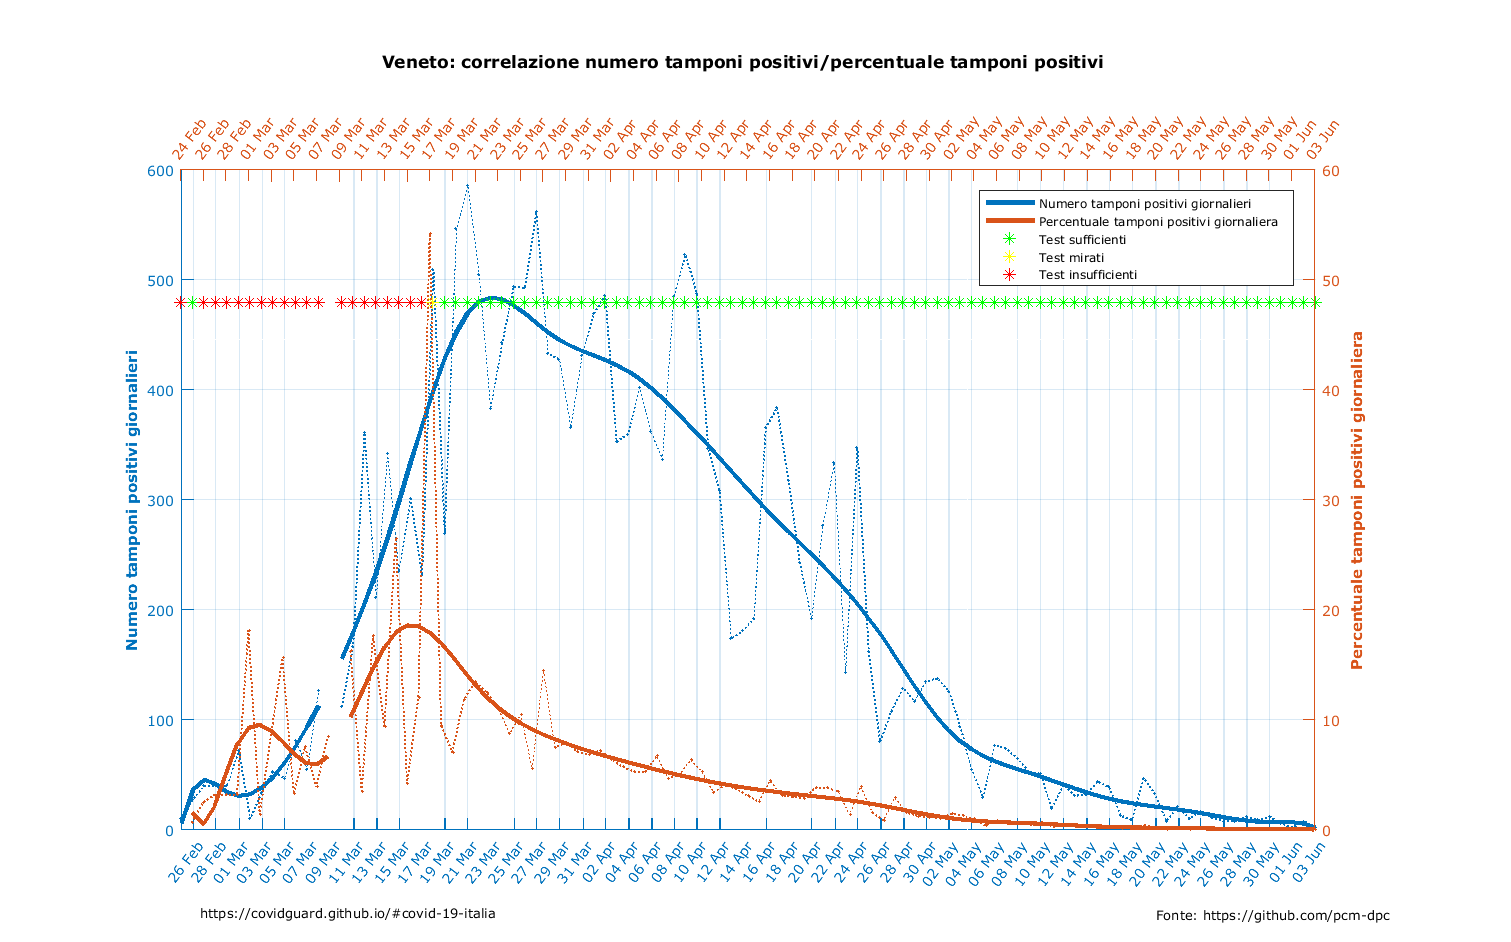 Veneto: correlazione numero tamponi positivi/percentuale tamponi positivi
24 Feb 26 Feb 28 Feb 01 Mar 03 Mar 05 Mar 07 Mar 09 Mar 11 Mar 13 Mar 15 Mar 17 Mar 19 Mar 21 Mar 23 Mar 25 Mar 27 Mar 29 Mar 31 Mar 02 Apr 04 Apr 06 Apr 08 Apr 10 Apr 12 Apr 14 Apr 16 Apr 18 Apr 20 Apr 22 Apr 24 Apr 26 Apr 28 Apr 30 Apr 02 May 04 May 06 May 08 May 10 May 12 May 14 May 16 May 18 May 20 May 22 May 24 May 26 May 28 May 30 May 01 Jun 03 Jun
600
500
400
300
200
100
0
Numero tamponi positivi giornalieri
Numero tamponi positivi giornalieri
Percentuale tamponi positivi giornaliera
Test sufficienti
Test mirati
Test insufficienti
60
50
40
30
20
10
0
Percentuale tamponi positivi giornaliera
26 Feb 28 Feb 01 Mar 03 Mar 05 Mar 07 Mar 09 Mar 11 Mar 13 Mar 15 Mar 17 Mar 19 Mar 21 Mar 23 Mar 25 Mar 27 Mar 29 Mar 31 Mar 02 Apr 04 Apr 06 Apr 08 Apr 10 Apr 12 Apr 14 Apr 16 Apr 18 Apr 20 Apr 22 Apr 24 Apr 26 Apr 28 Apr 30 Apr 02 May 04 May 06 May 08 May 10 May 12 May 14 May 16 May 18 May 20 May 22 May 24 May 26 May 28 May 30 May 01 Jun 03 Jun
https://covidguard.github.io/#covid-19-italia
Fonte: https://github.com/pcm-dpc